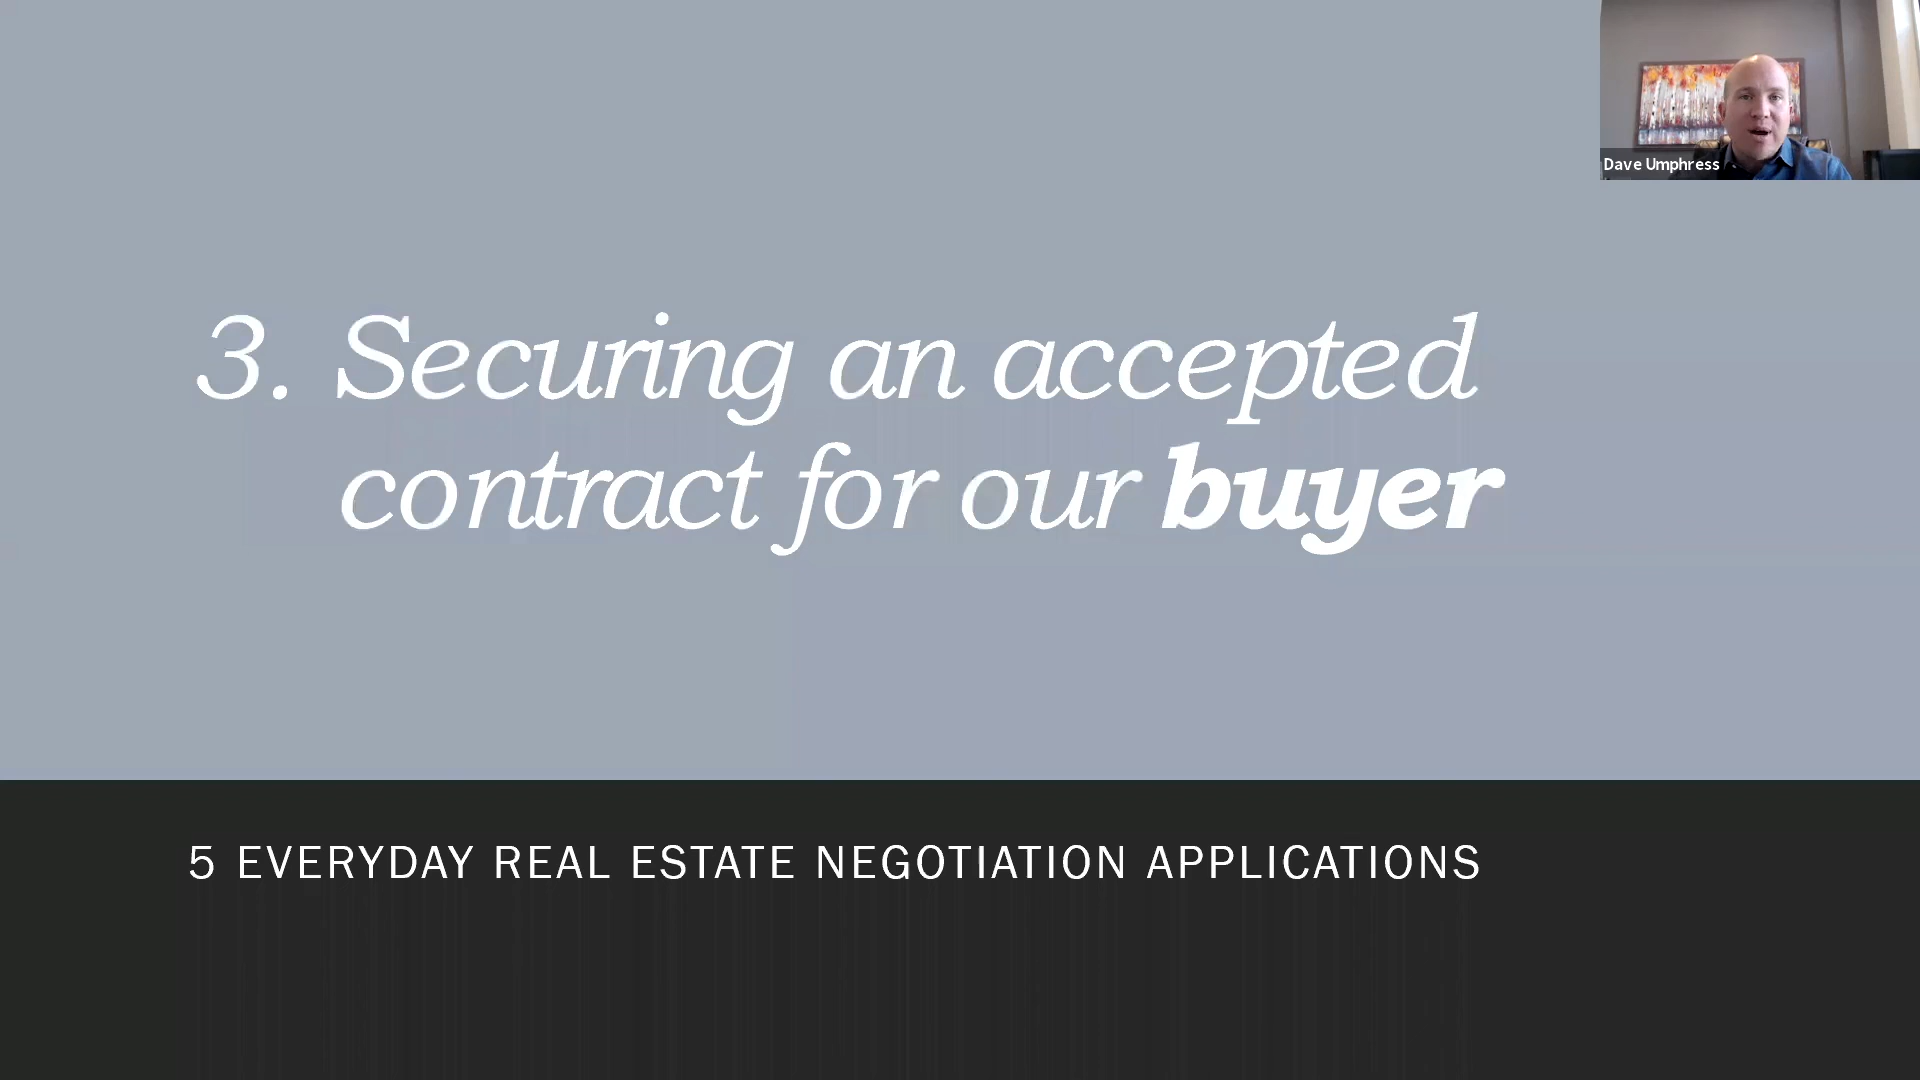 Dave Umphress
3. Securing an accepted
contract for our buyer
5 EVERYDAY REAL ESTATE NEGOTIATION APPLICATIONS